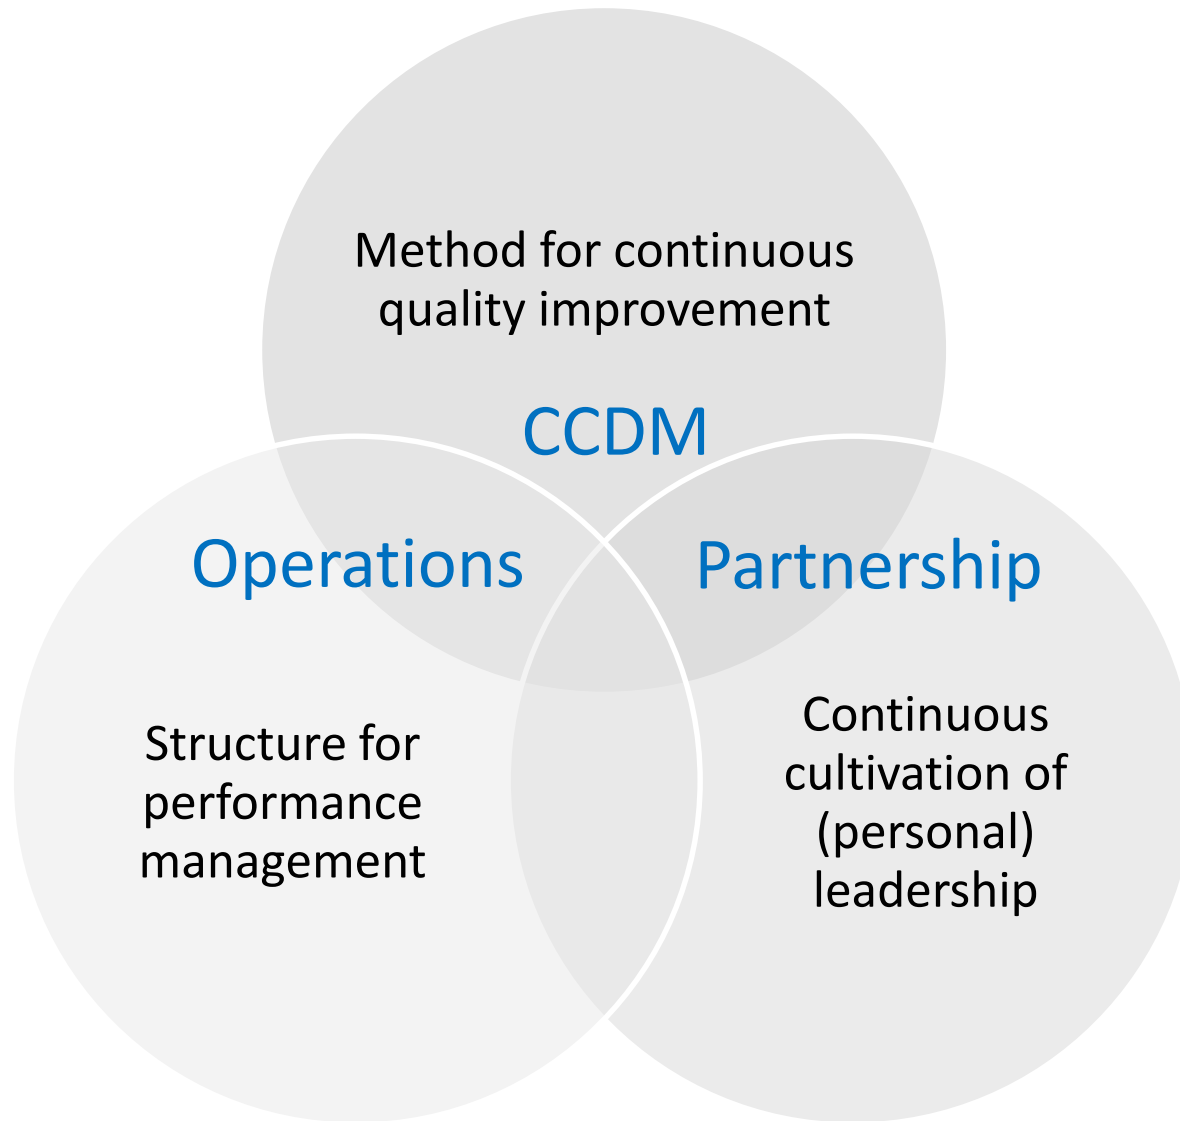 Method for continuous
quality improvement
CCDM
Operations
Partnership
Structure for
performance
management
Continuous
cultivation of
(personal)
leadership